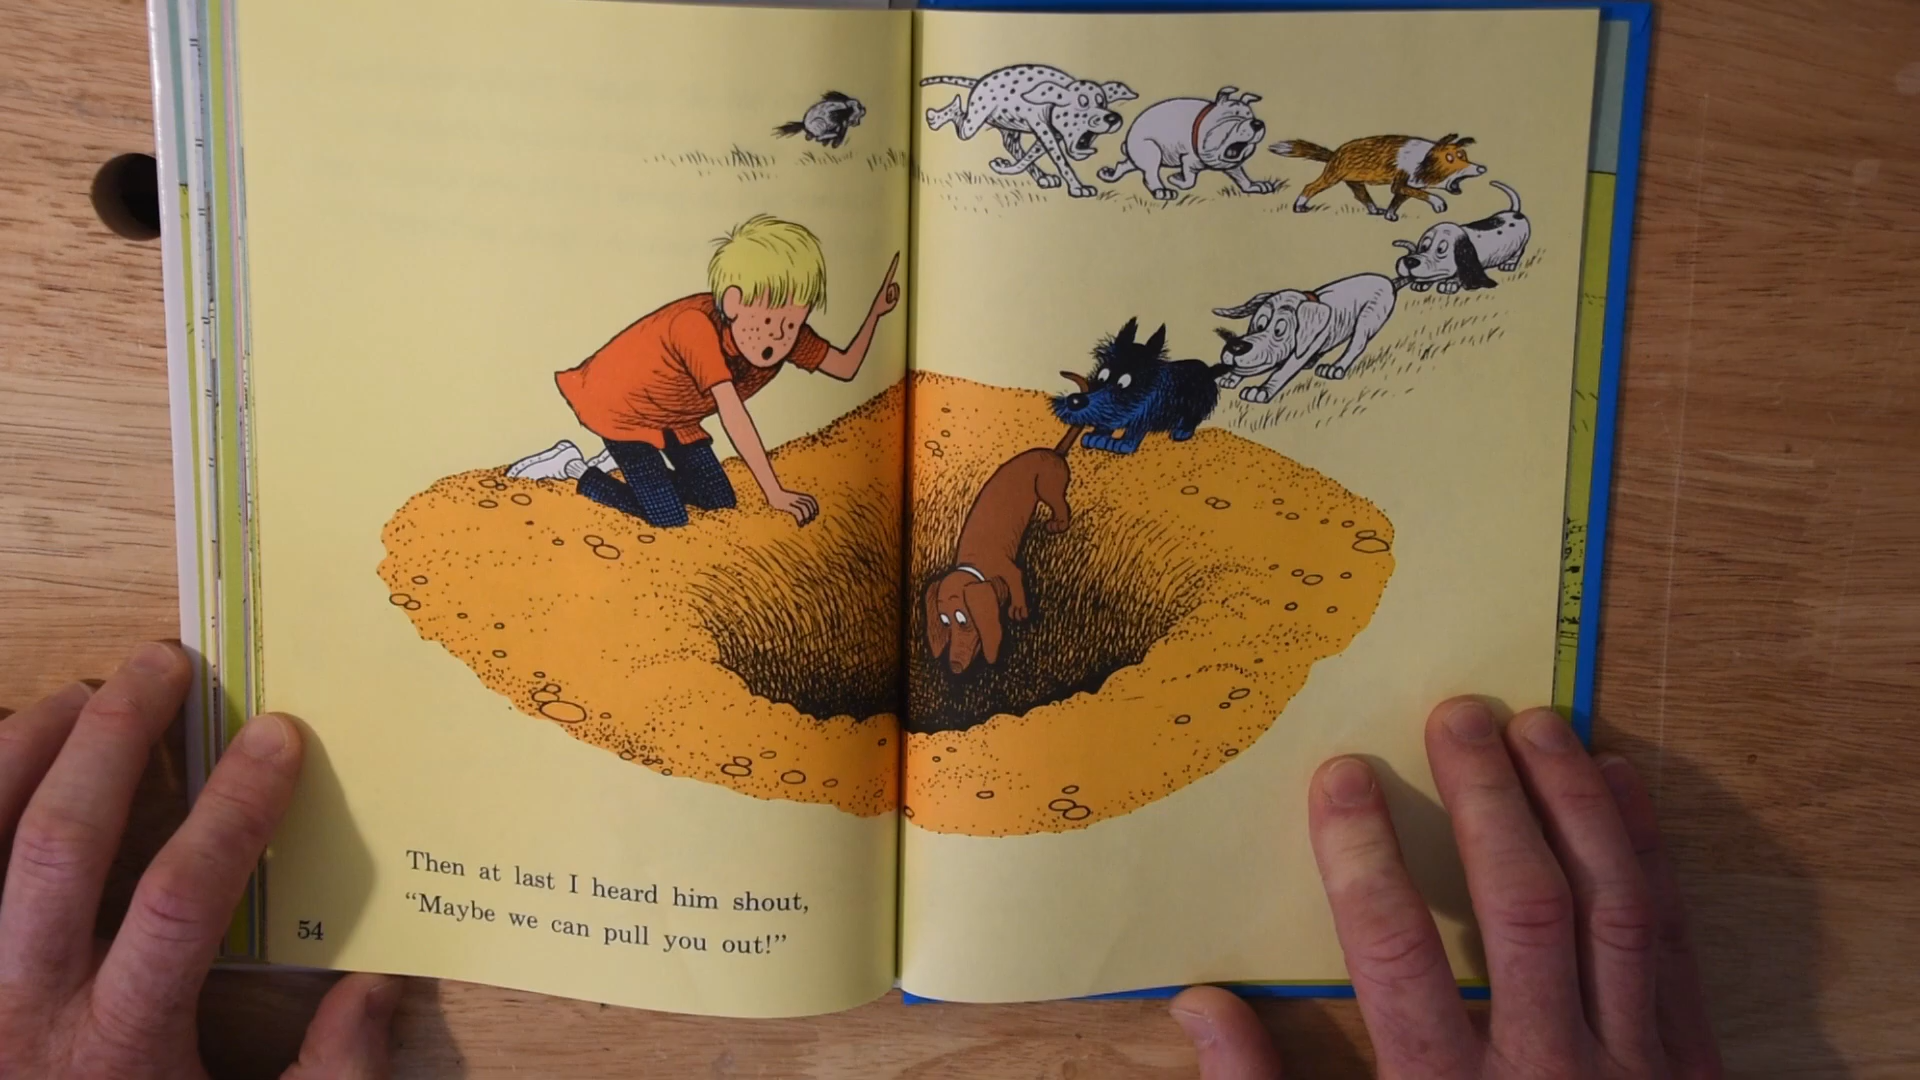 Then at last I heard him shout,
“Maybe we can pull you out!”
54